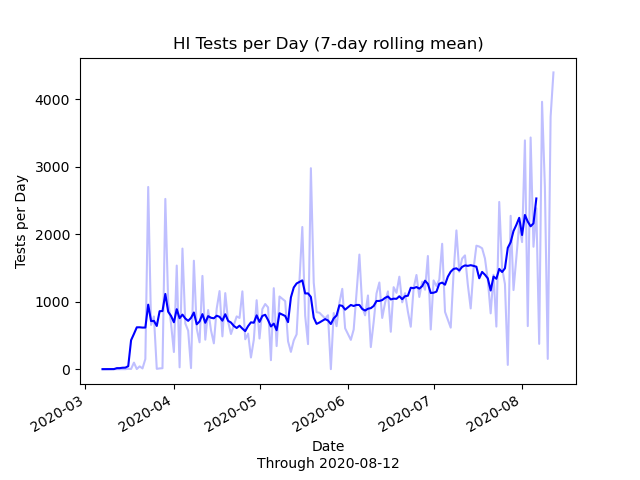 HI Tests per Day (7-day rolling mean)
Tests per Day
4000
3000
2000
1000
0
2020-03
2020-04
2020-05
2020-06
2020-07
2020-08
Date
Through 2020-08-12